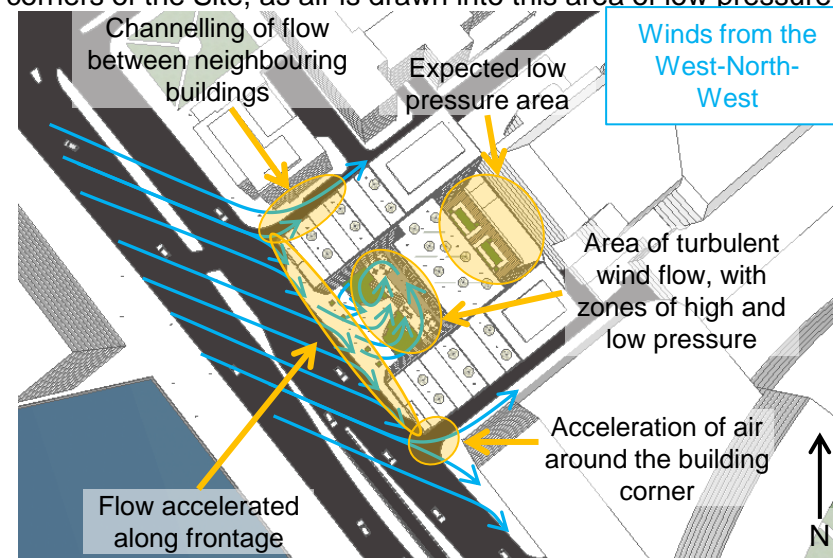 corners of the Site, as air is drawn into this area of low pressure
Channelling of flow
between neighbouring
buildings
Expected low
pressure area
Winds from the
West-North-
West
Area of turbulent
wind flow, with
zones of high and
low pressure
Acceleration of air
around the building
corner
Flow accelerated
along frontage
N